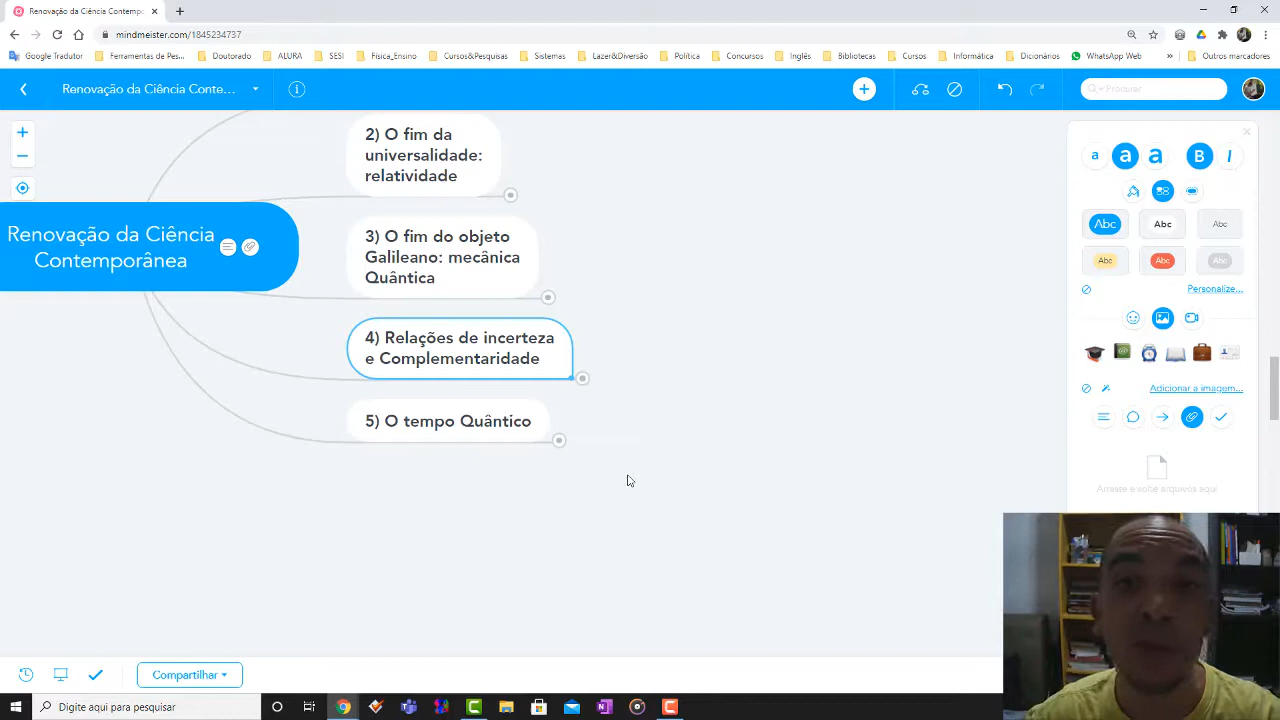 Renovação da Ciência Contemp
mindmeister.com/1845234737
Google Tradutor
Ferramentas de Pes...
Doutorado
ALURA
SESI
Física_Ensino
Cursos&Pesquisas
Sistemas
Lazer&Diversão
Política
Concursos
Inglês
Bibliotecas
Cursos
Informática
Dicionários
WhatsApp Web
»
Outros marcadores
Renovação da Ciência Conte...
Procurar
2) O fim da
universalidade:
relatividade
3) O fim do objeto
Galileano: mecânica
Quântica
Renovação da Ciência
Contemporânea
4) Relações de incerteza
e Complementaridade
5) O tempo Quântico
a a a B I
Abc Abc Abc
Abc Abc Abc
Personalize...
Adicionar a imagem...
Arraste e solte arquivos aqui
Compartilhar
Digite aqui para pesquisar